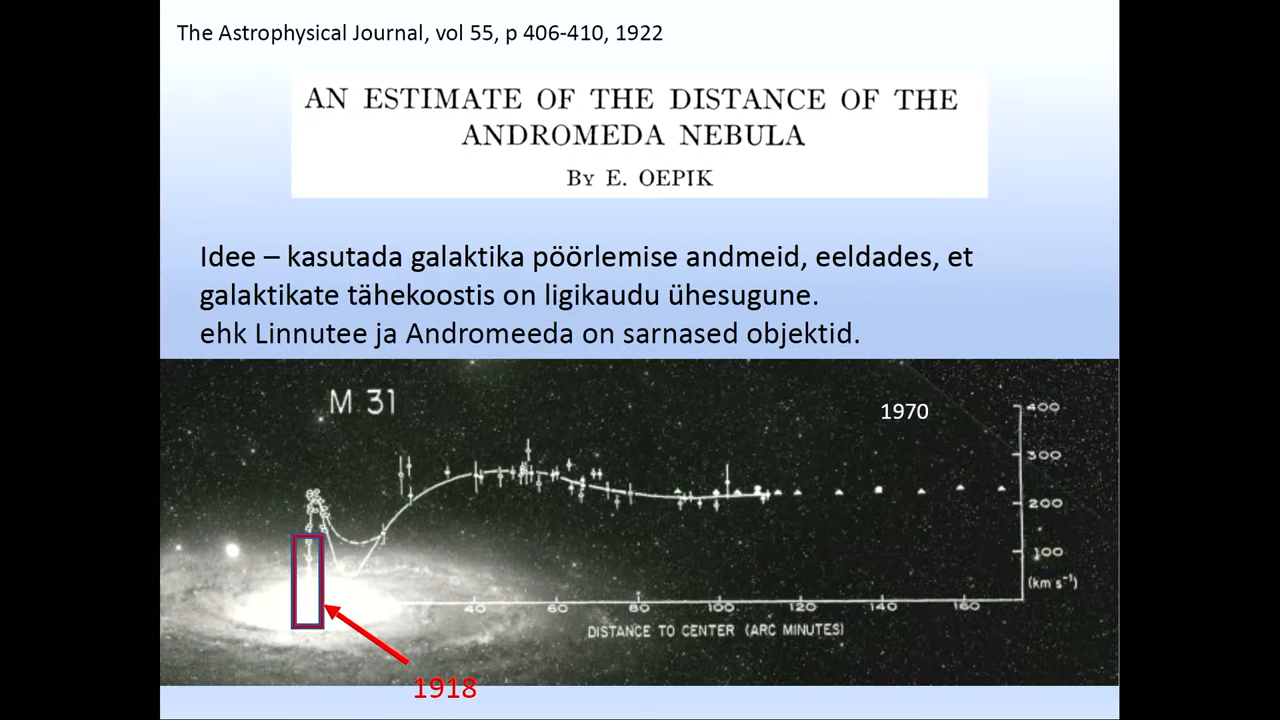 The Astrophysical Journal, vol 55, p 406-410, 1922
AN ESTIMATE OF THE DISTANCE OF THE
ANDROMEDA NEBULA
By E. OEPIK
Idee – kasutada galaktika pöörlemise andmeid, eeldades, et
galaktikate tähekoostis on ligikaudu ühesugune.
ehk Linnutee ja Andromeeda on sarnased objektid.
M 31
1970
400
300
200
100
(km s⁻¹)
40 60 80 100 120 140 160
DISTANCE TO CENTER (ARC MINUTES)
1918